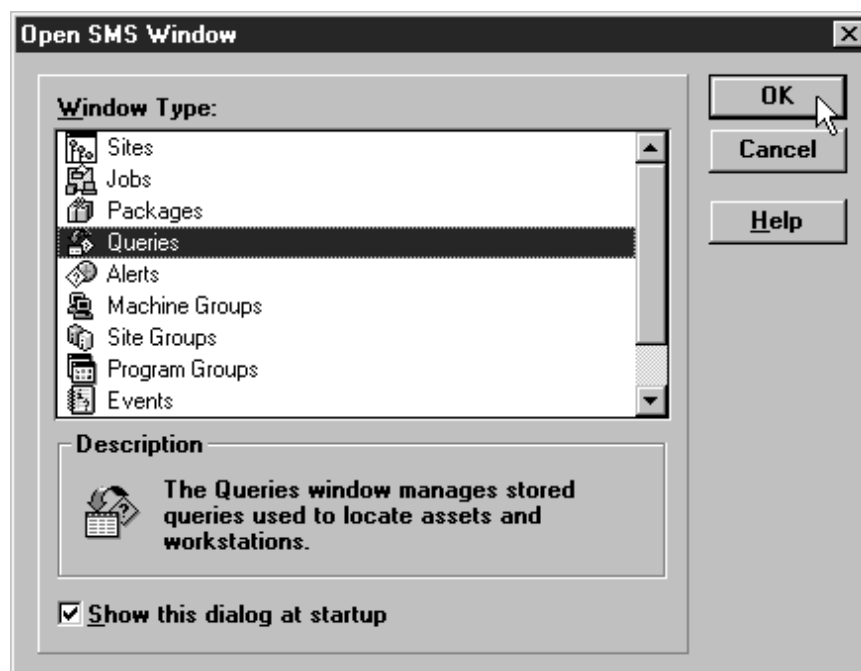 Open SMS Window
Window Type:
Sites
Jobs
Packages
Queries
Alerts
Machine Groups
Site Groups
Program Groups
Events
Description
The Queries window manages stored
queries used to locate assets and
workstations.
Show this dialog at startup
OK
Cancel
Help